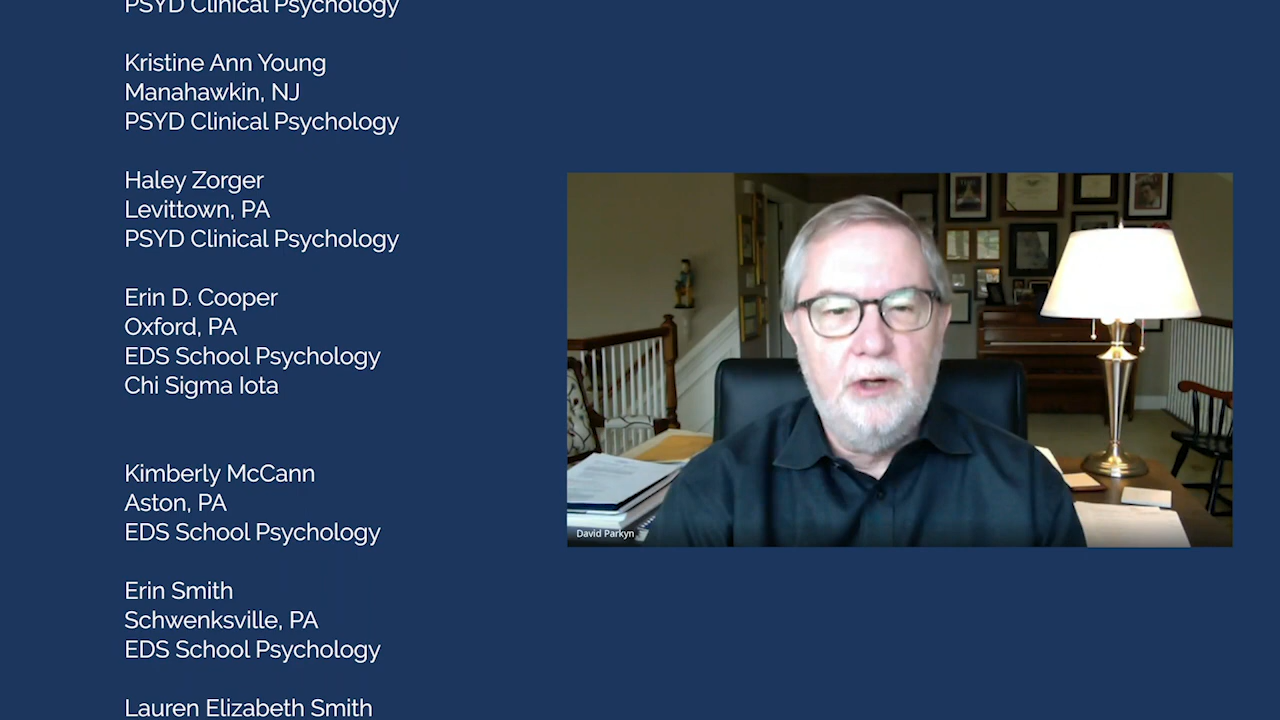 PSYD Clinical Psychology
Kristine Ann Young
Manahawkin, NJ
PSYD Clinical Psychology
Haley Zorger
Levittown, PA
PSYD Clinical Psychology
Erin D. Cooper
Oxford, PA
EDS School Psychology
Chi Sigma Iota
Kimberly McCann
Aston, PA
EDS School Psychology
Erin Smith
Schwenksville, PA
EDS School Psychology
Lauren Elizabeth Smith
David Parkyn